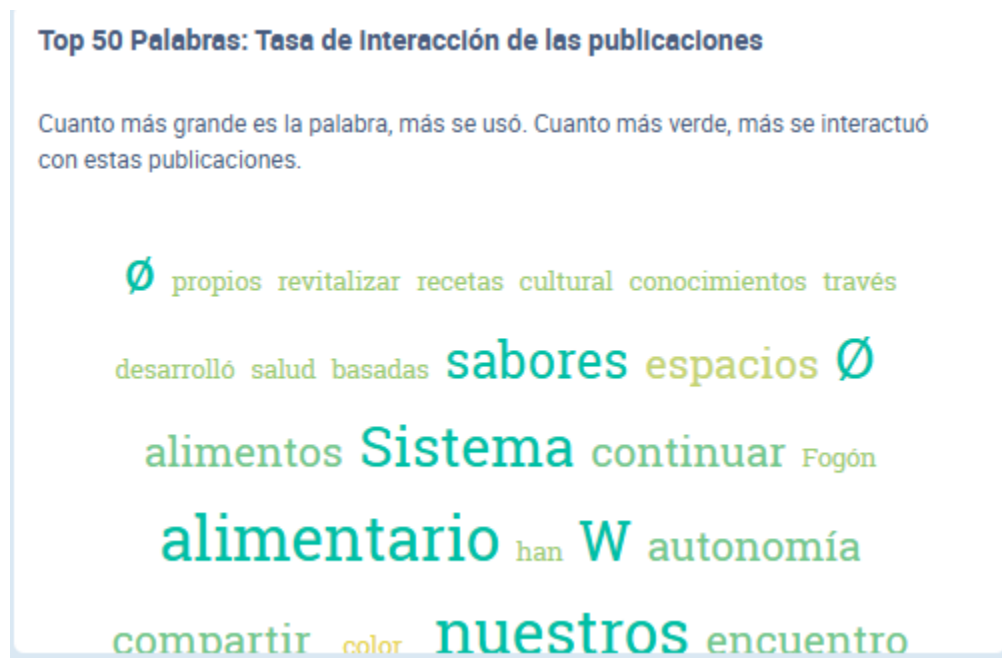 Top 50 Palabras: Tasa de interacción de las publicaciones
Cuanto más grande es la palabra, más se usó. Cuanto más verde, más se interactuó
con estas publicaciones.
Ø propios revitalizar recetas cultural conocimientos través
desarrolló salud basadas sabores espacios Ø
alimentos Sistema continuar Fogón
alimentario han W autonomía
compartir color nuestros encuentro